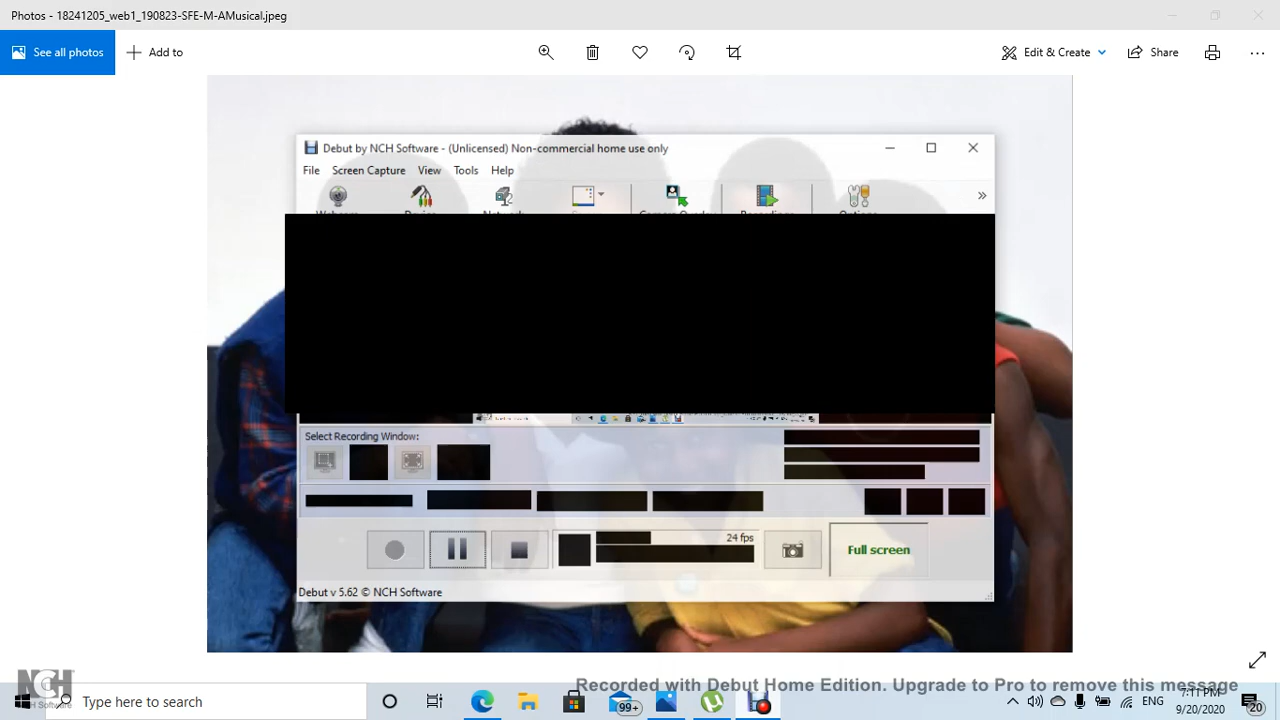 Photos - 18241205_web1_190823-SFE-M-AMusical.jpeg
See all photos
Add to
Edit & Create
Share
Debut by NCH Software - (Unlicensed) Non-commercial home use only
File Screen Capture View Tools Help
Select Recording Window:
24 fps
Full screen
Debut v 5.62 © NCH Software
Recorded with Debut Home Edition. Upgrade to Pro to remove this message
NCH
NCH Software
Type here to search
99+
ENG
7:11 PM
9/20/2020
20